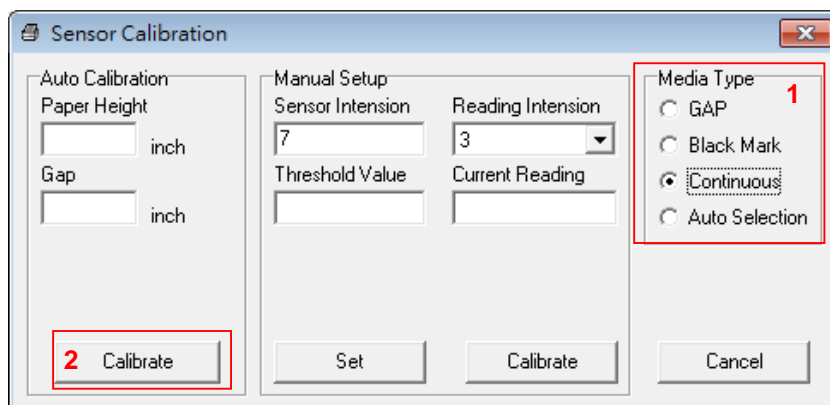 Sensor Calibration
Auto Calibration
Paper Height
inch
Gap
inch
2 Calibrate
Manual Setup
Sensor Intension Reading Intension
7 3
Threshold Value Current Reading
Set Calibrate
Media Type
1
GAP
Black Mark
Continuous
Auto Selection
Cancel